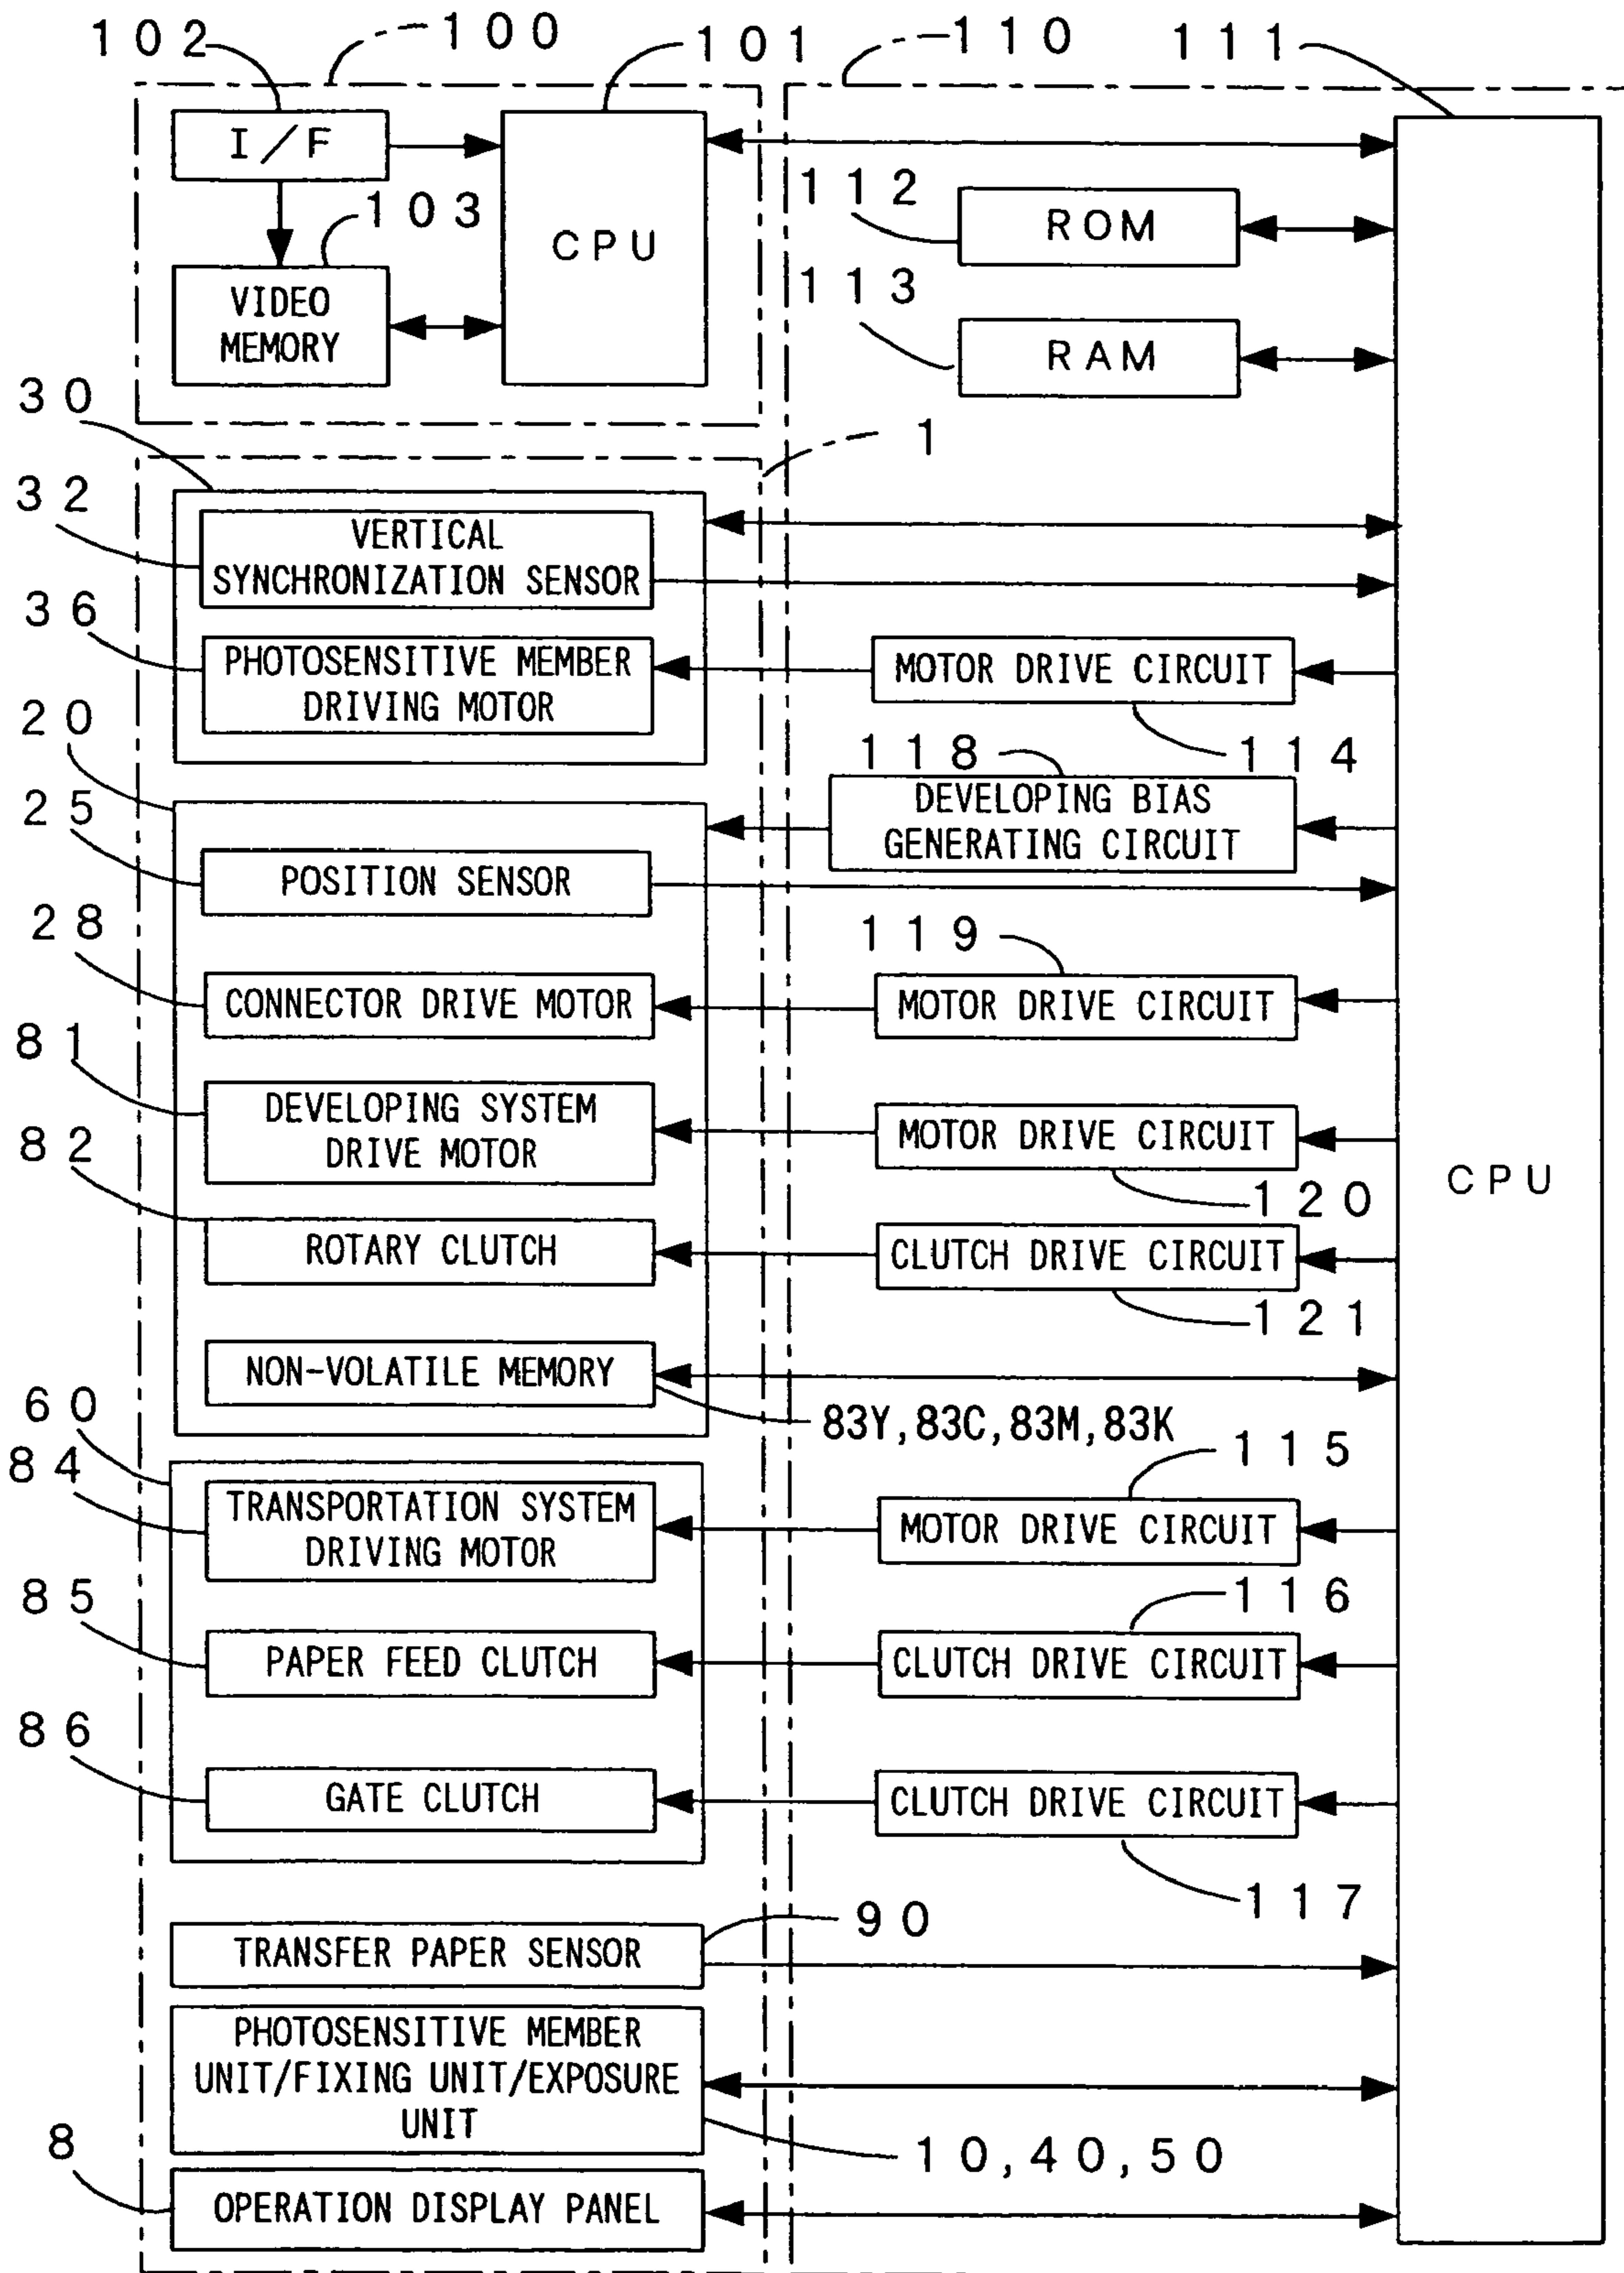 102
100
101
110
111
I/F
CPU
103
VIDEO
MEMORY
112
ROM
113
RAM
30
1
32
VERTICAL
SYNCHRONIZATION SENSOR
36
PHOTOSENSITIVE MEMBER
DRIVING MOTOR
MOTOR DRIVE CIRCUIT
114
20
118
DEVELOPING BIAS
GENERATING CIRCUIT
25
POSITION SENSOR
28
119
CONNECTOR DRIVE MOTOR
MOTOR DRIVE CIRCUIT
81
DEVELOPING SYSTEM
DRIVE MOTOR
MOTOR DRIVE CIRCUIT
120
CPU
82
ROTARY CLUTCH
CLUTCH DRIVE CIRCUIT
121
NON-VOLATILE MEMORY
83Y,83C,83M,83K
60
84
115
TRANSPORTATION SYSTEM
DRIVING MOTOR
MOTOR DRIVE CIRCUIT
85
116
PAPER FEED CLUTCH
CLUTCH DRIVE CIRCUIT
86
GATE CLUTCH
CLUTCH DRIVE CIRCUIT
117
90
TRANSFER PAPER SENSOR
PHOTOSENSITIVE MEMBER
UNIT/FIXING UNIT/EXPOSURE
UNIT
10,40,50
8
OPERATION DISPLAY PANEL